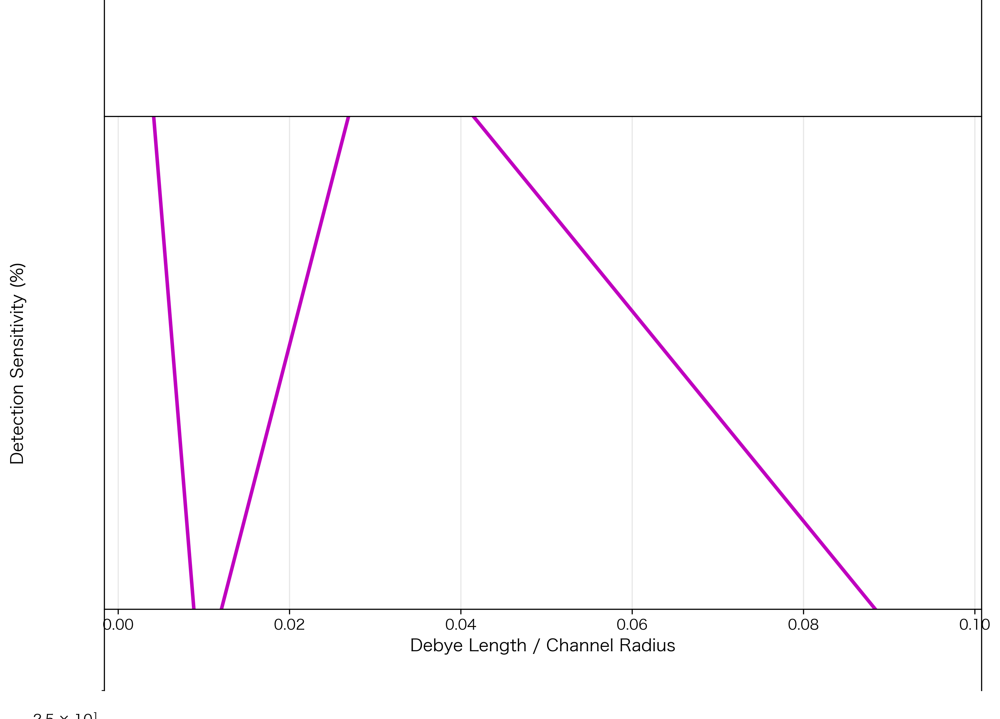 Detection Sensitivity (%)
0.00 0.02 0.04 0.06 0.08 0.10
Debye Length / Channel Radius